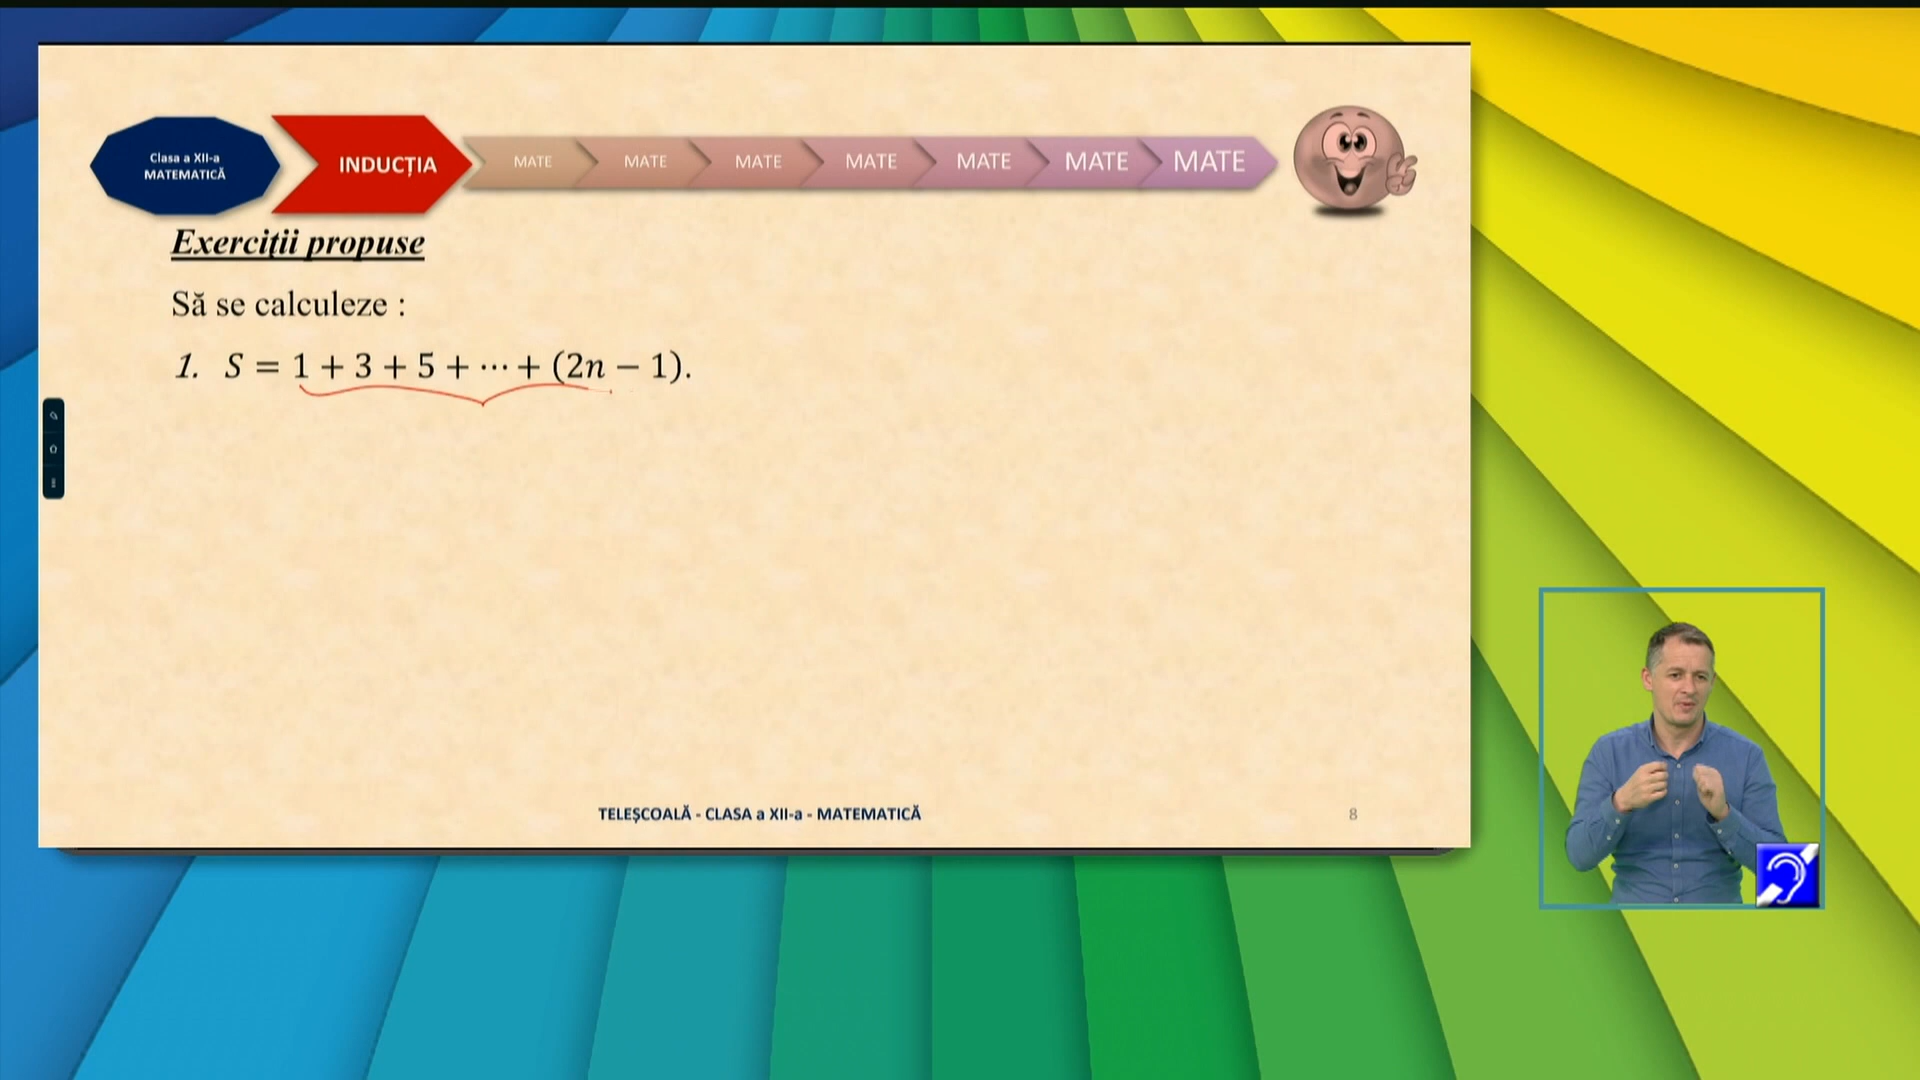 Clasa a XII-a
MATEMATICĂ
INDUCȚIA
MATE
MATE
MATE
MATE
MATE
MATE
MATE
Exerciții propuse
Să se calculeze :
1. S = 1 + 3 + 5 + ⋯ + (2n − 1).
TELEȘCOALĂ - CLASA a XII-a - MATEMATICĂ
8